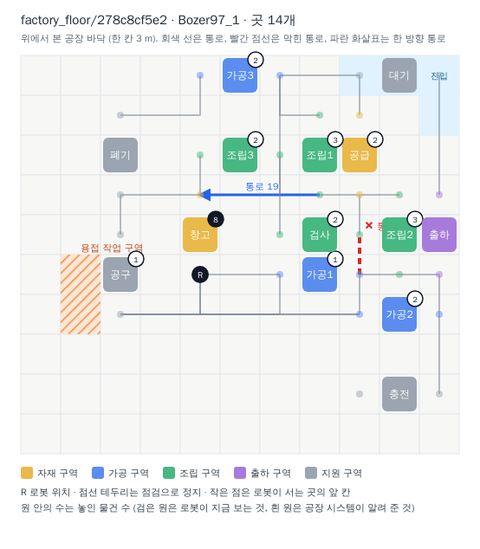 factory_floor/278c8cf5e2 · Bozer97_1 · 곳 14개
위에서 본 공장 바닥 (한 칸 3 m). 회색 선은 통로, 빨간 점선은 막힌 통로, 파란 화살표는 한 방향 통로
2
가공3
대기
진입
폐기
2
조립3
3
조립1
2
공급
통로 19
8
창고
2
검사
3
조립2
출하
용접 작업 구역
1
공구
R
1
가공1
2
가공2
충전
자재 구역
가공 구역
조립 구역
출하 구역
지원 구역
R 로봇 위치 · 점선 테두리는 점검으로 정지 · 작은 점은 로봇이 서는 곳의 앞 칸
원 안의 수는 놓인 물건 수 (검은 원은 로봇이 지금 보는 것, 흰 원은 공장 시스템이 알려 준 것)